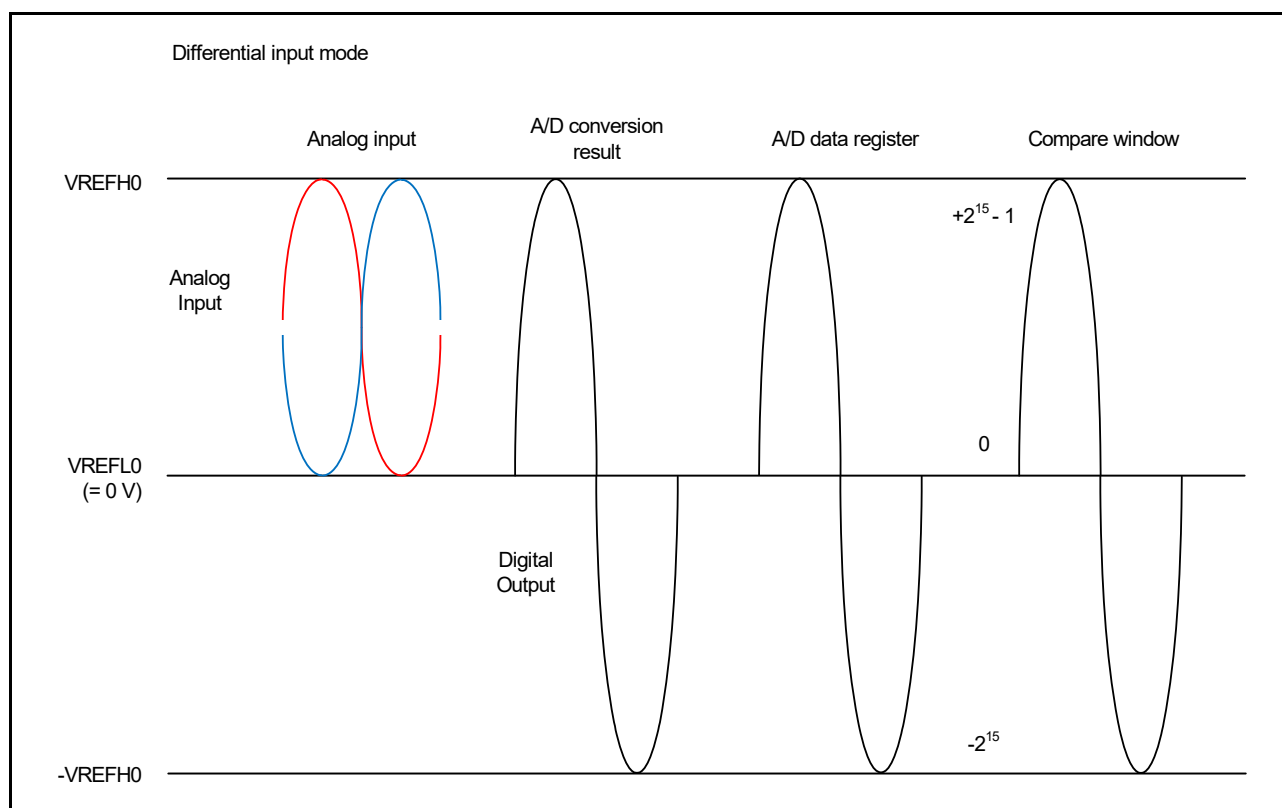 Differential input mode
Analog input
A/D conversion
result
A/D data register
Compare window
VREFH0
+2¹⁵ - 1
Analog
Input
VREFL0
(= 0 V)
0
Digital
Output
-2¹⁵
-VREFH0